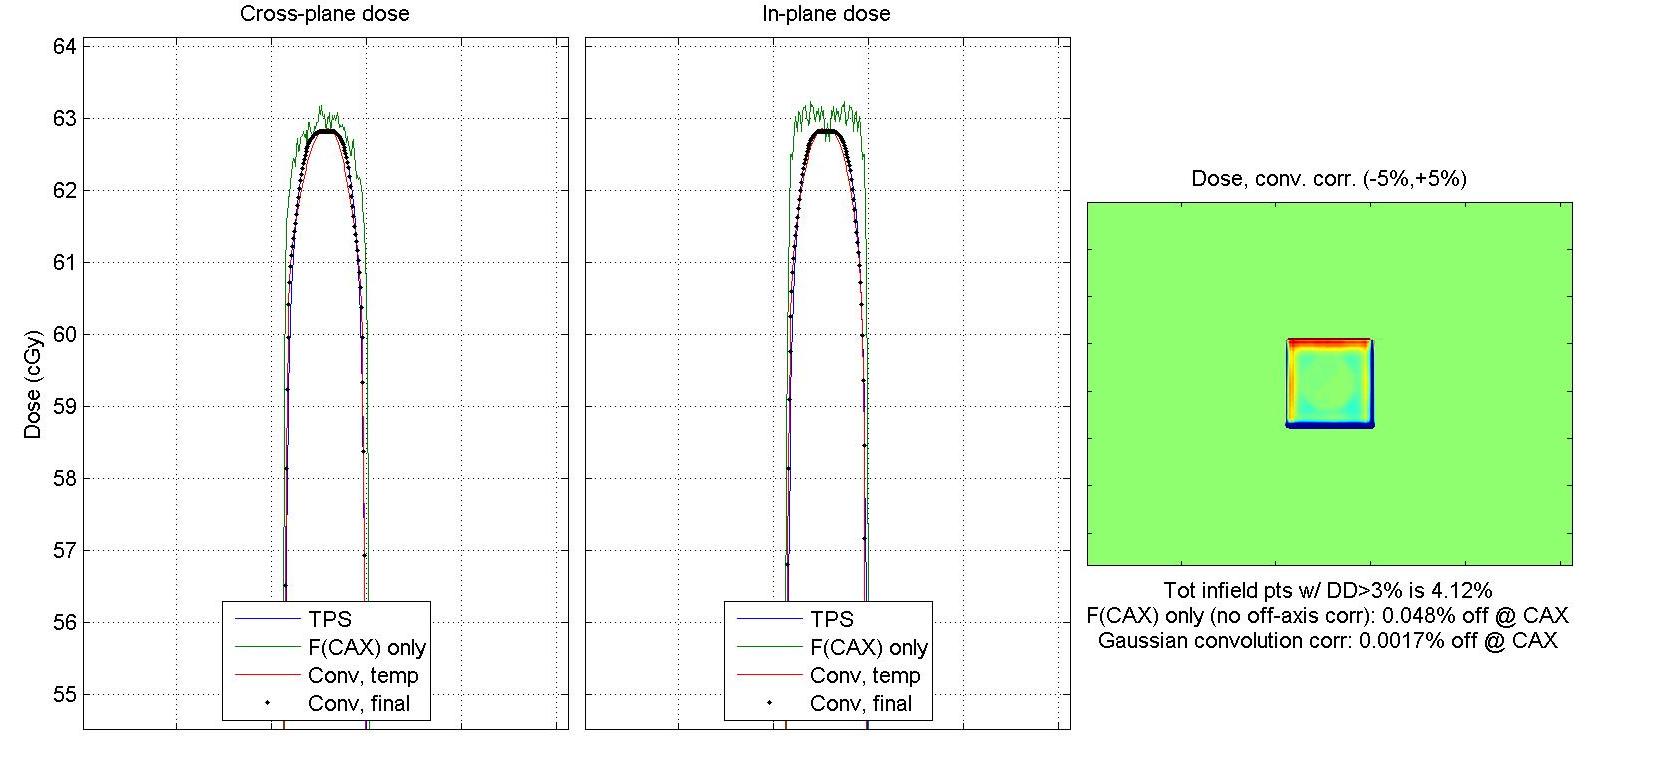 Cross-plane dose
In-plane dose
64
63
62
61
60
59
58
57
56
55
Dose (cGy)
TPS
F(CAX) only
Conv, temp
Conv, final
TPS
F(CAX) only
Conv, temp
Conv, final
Dose, conv. corr. (-5%,+5%)
Tot infield pts w/ DD>3% is 4.12%
F(CAX) only (no off-axis corr): 0.048% off @ CAX
Gaussian convolution corr: 0.0017% off @ CAX